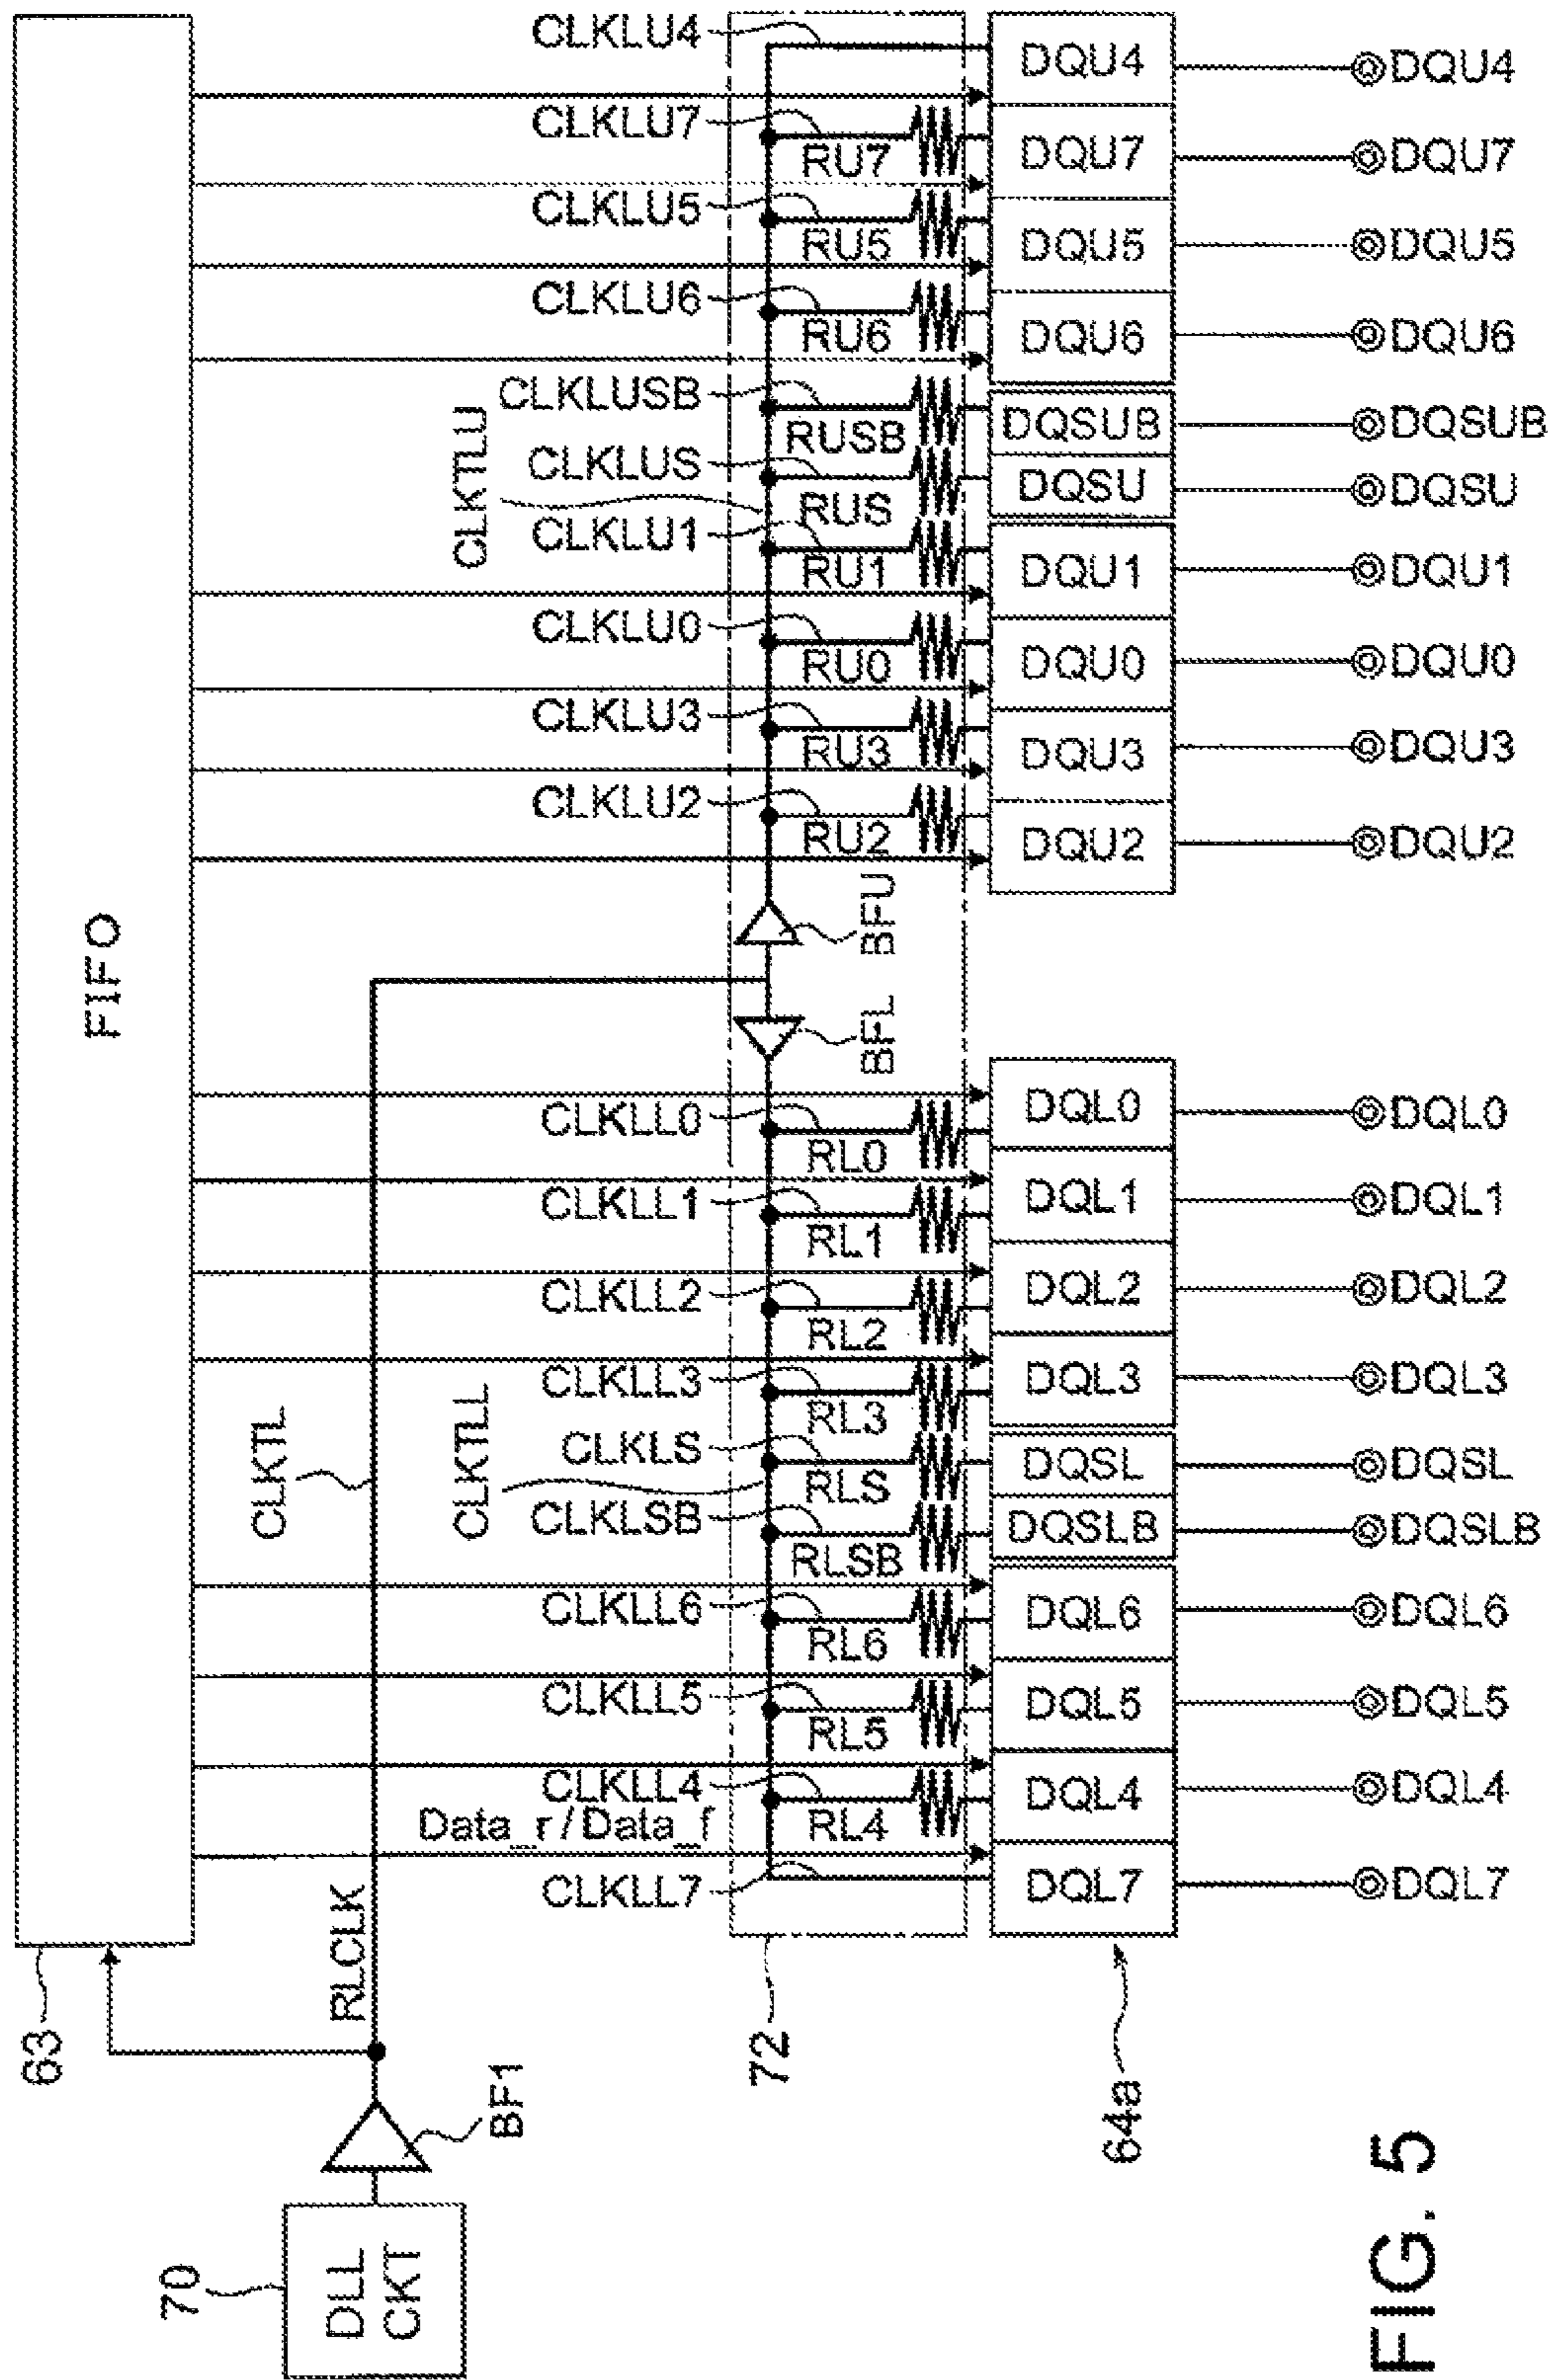 FIFO
63
DLL
CKT
70
BF1
RLCLK
CLKTL
CLKTLU
CLKTLL
CLKLU4
CLKLU7
CLKLU5
CLKLU6
CLKLUSB
CLKLUS
CLKLU1
CLKLU0
CLKLU3
CLKLU2
CLKLL0
CLKLL1
CLKLL2
CLKLL3
CLKLS
CLKLSB
CLKLL6
CLKLL5
CLKLL4
Data_r / Data_f
CLKLL7
RU7
RU5
RU6
RUSB
RUS
RU1
RU0
RU3
RU2
BFU
BFL
RL0
RL1
RL2
RL3
RLS
RLSB
RL6
RL5
RL4
72
DQU4
DQU7
DQU5
DQU6
DQSUB
DQSU
DQU1
DQU0
DQU3
DQU2
DQL0
DQL1
DQL2
DQL3
DQSL
DQSLB
DQL6
DQL5
DQL4
DQL7
64a
DQU4
DQU7
DQU5
DQU6
DQSUB
DQSU
DQU1
DQU0
DQU3
DQU2
DQL0
DQL1
DQL2
DQL3
DQSL
DQSLB
DQL6
DQL5
DQL4
DQL7
FIG. 5